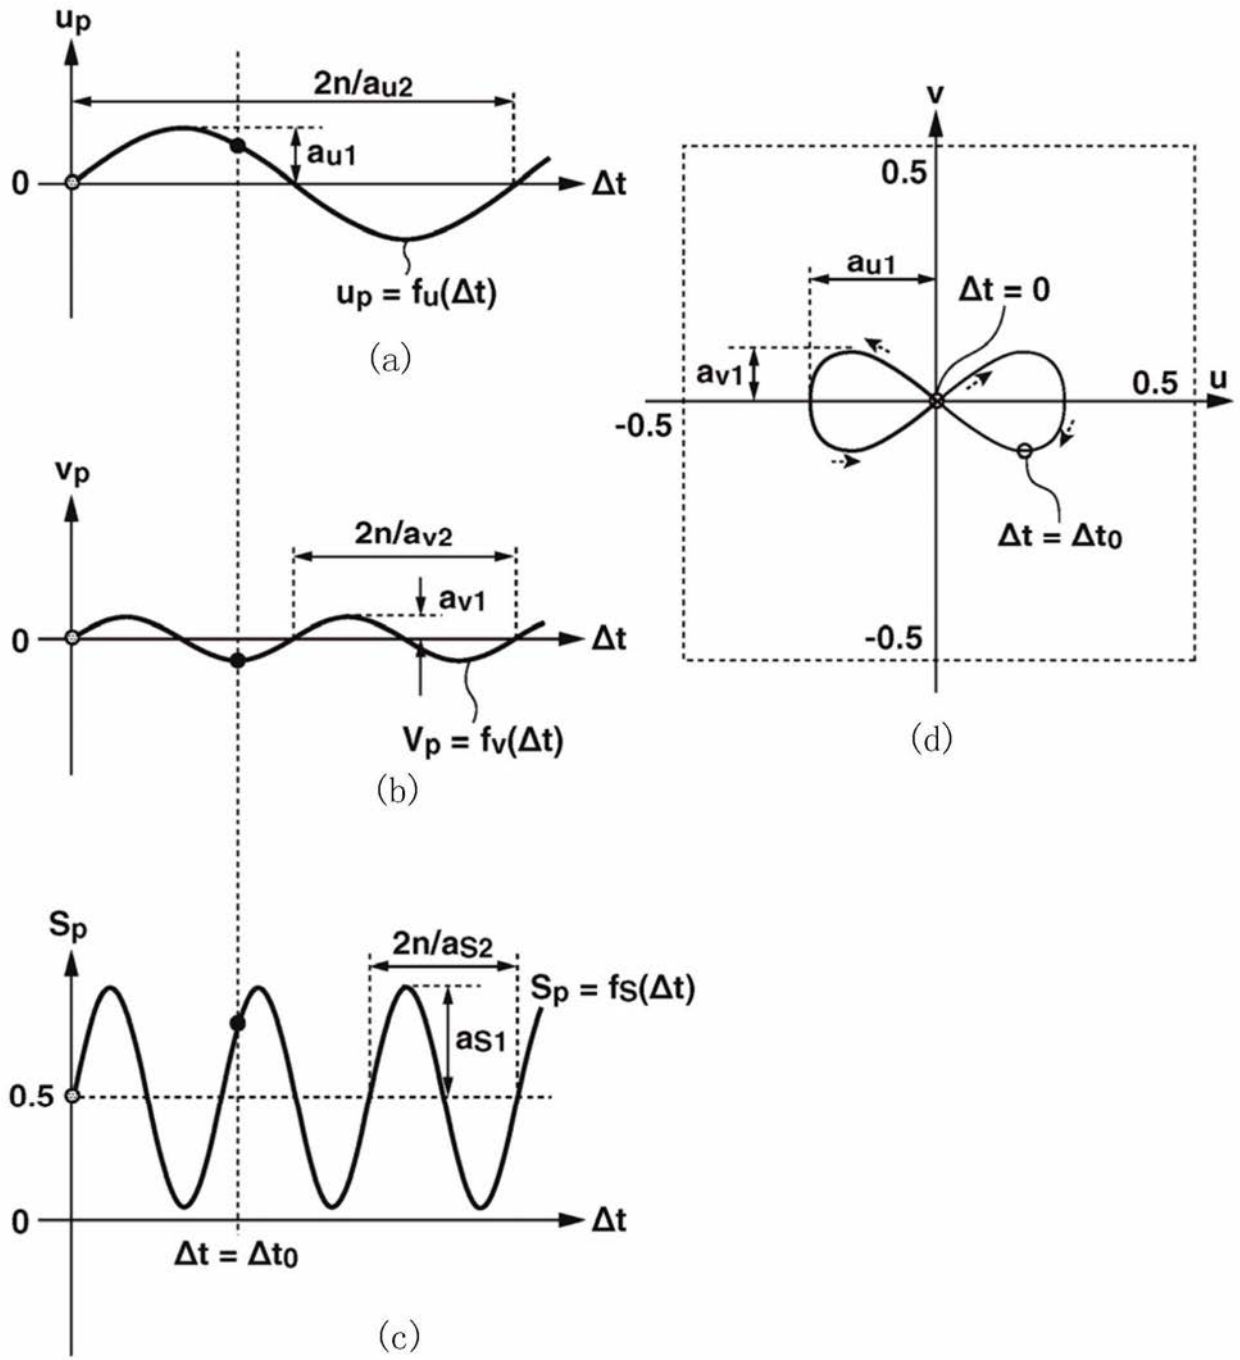 up
2n/au2
au1
0
Δt
up = fu(Δt)
(a)
vp
2n/av2
av1
0
Δt
Vp = fv(Δt)
(b)
Sp
2n/aS2
Sp = fS(Δt)
aS1
0.5
0
Δt
Δt = Δt0
(c)
v
0.5
au1
Δt = 0
av1
0.5
u
-0.5
Δt = Δt0
-0.5
(d)